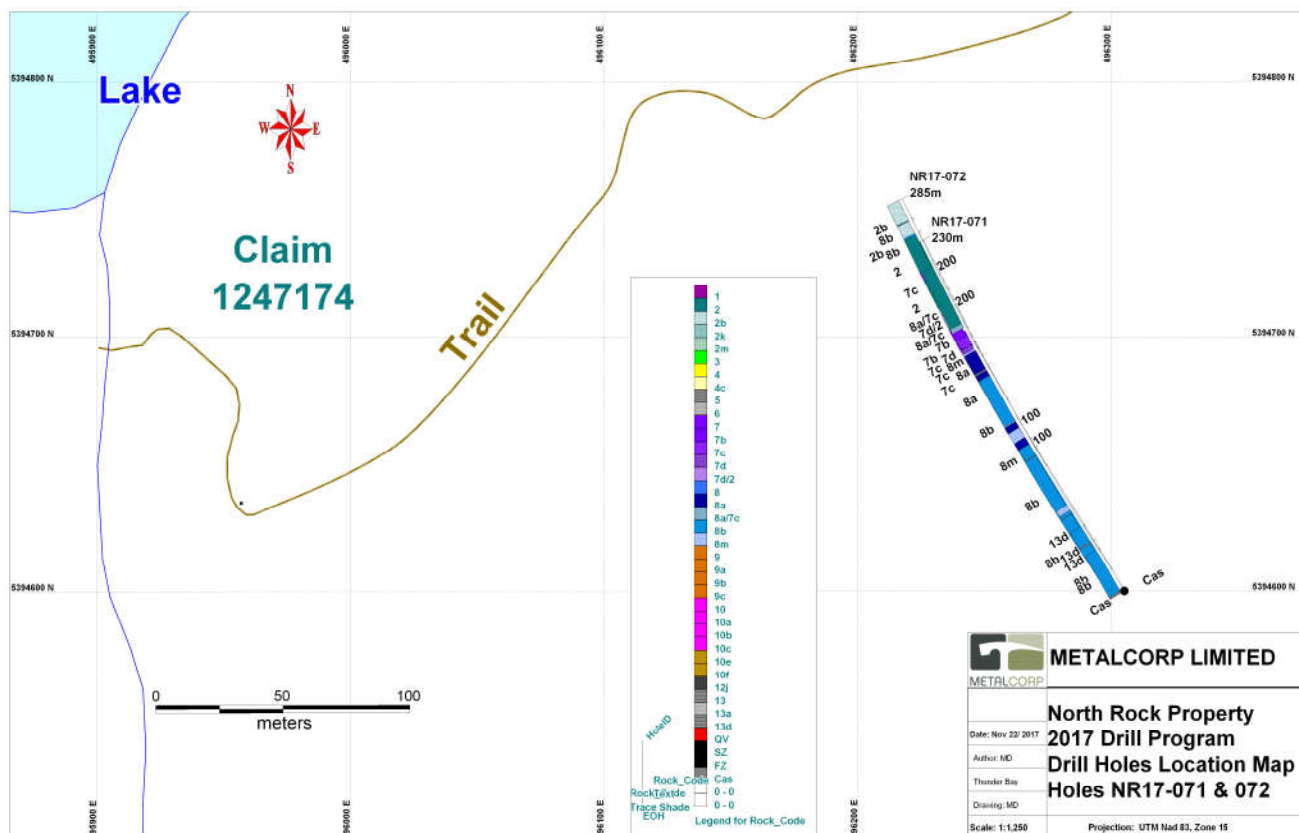 495900 E
496000 E
496100 E
496200 E
496300 E
5394800 N
5394800 N
Lake
N
W E
S
Claim
1247174
Trail
NR17-072
285m
NR17-071
230m
2b
8b
2b
8b
2
200
7c
200
2
8a/7c
7d/2
8a/7c
7b
7b
7d
7c
8m
7c
8a
7c
8a
100
8b
100
8m
8b
13d
8b
13d
13d
8b
8b
Cas
Cas
5394700 N
5394700 N
5394600 N
5394600 N
1
2
2b
2k
2m
3
4
4c
5
6
7
7b
7c
7d
7d/2
8
8a
8a/7c
8b
8m
9
9a
9b
9c
10
10a
10b
10c
10e
10f
12j
13
13a
13d
QV
SZ
FZ
Cas
0 - 0
0 - 0
HoleID
Rock_Code
Trace Shade
EOH
Legend for Rock_Code
0 50 100
meters
METALCORP
METALCORP LIMITED
North Rock Property
2017 Drill Program
Drill Holes Location Map
Holes NR17-071 & 072
Date: Nov 22/ 2017
Author: MD
Thunder Bay
Drawing: MD
Scale: 1:1,250
Projection: UTM Nad 83, Zone 15
495900 E
496000 E
496100 E
496200 E